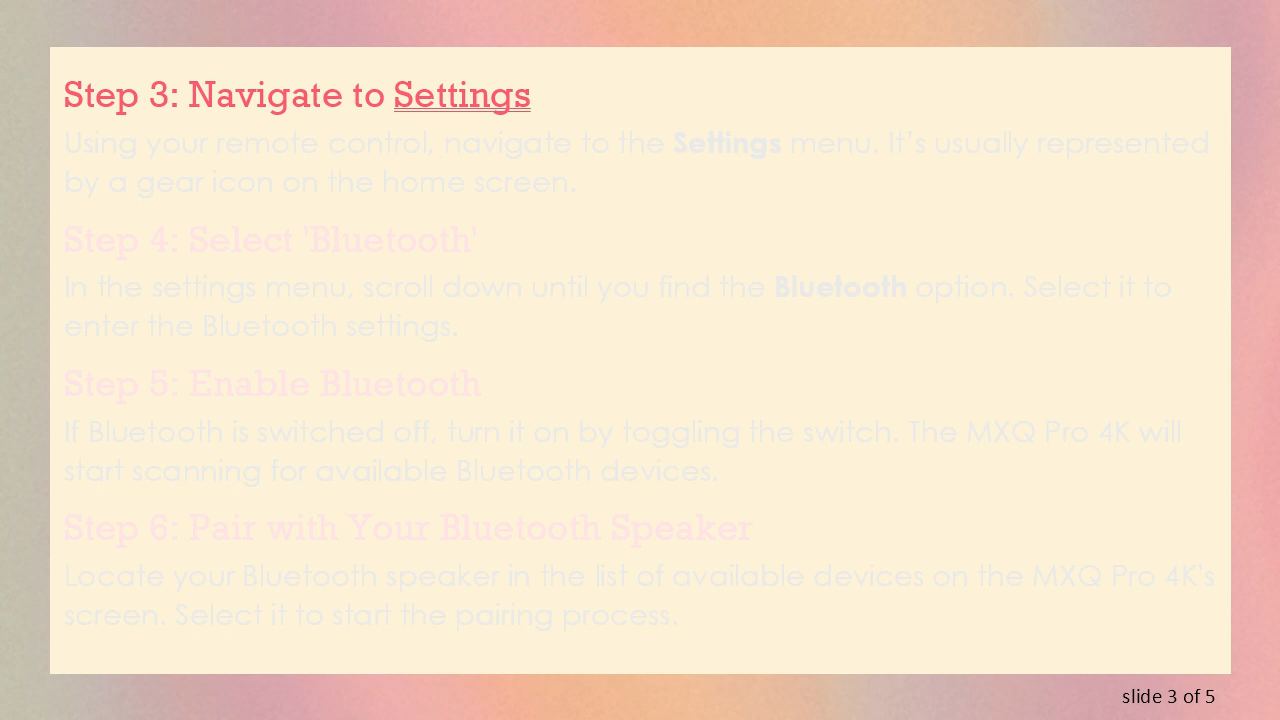 Step 3: Navigate to Settings
Using your remote control, navigate to the Settings menu. It’s usually represented
by a gear icon on the home screen.
Step 4: Select 'Bluetooth'
In the settings menu, scroll down until you find the Bluetooth option. Select it to
enter the Bluetooth settings.
Step 5: Enable Bluetooth
If Bluetooth is switched off, turn it on by toggling the switch. The MXQ Pro 4K will
start scanning for available Bluetooth devices.
Step 6: Pair with Your Bluetooth Speaker
Locate your Bluetooth speaker in the list of available devices on the MXQ Pro 4K's
screen. Select it to start the pairing process.
slide 3 of 5